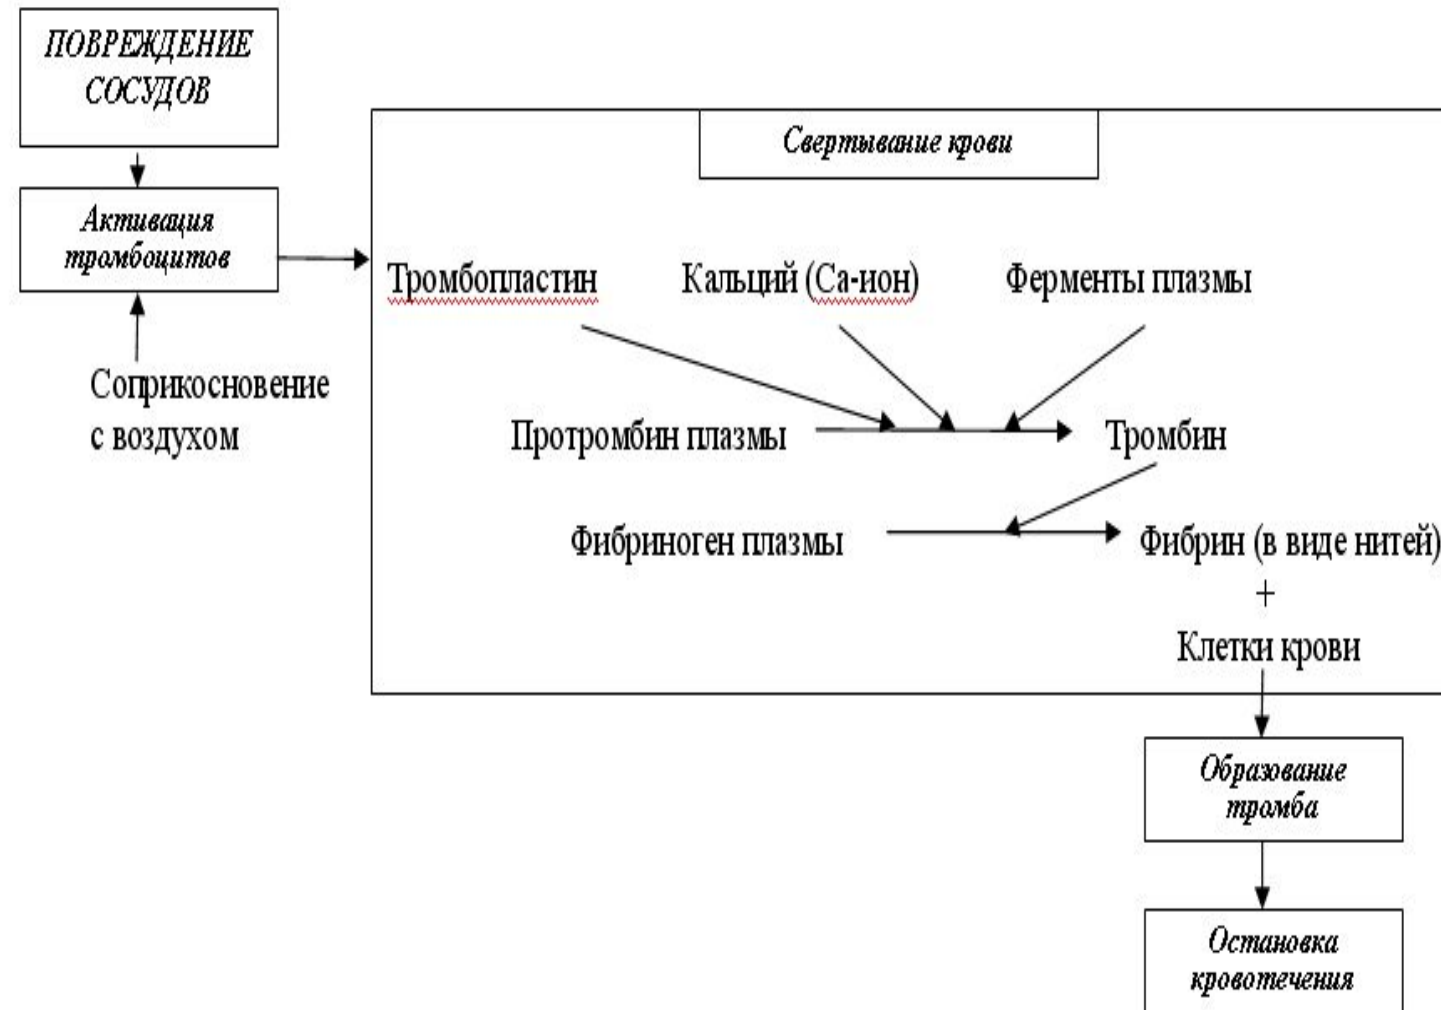 ПОВРЕЖДЕНИЕ
СОСУДОВ
Активация
тромбоцитов
Соприкосновение
с воздухом
Свертывание крови
Тромбопластин
Кальций (Са-ион)
Ферменты плазмы
Протромбин плазмы
Тромбин
Фибриноген плазмы
Фибрин (в виде нитей)
+
Клетки крови
Образование
тромба
Остановка
кровотечения